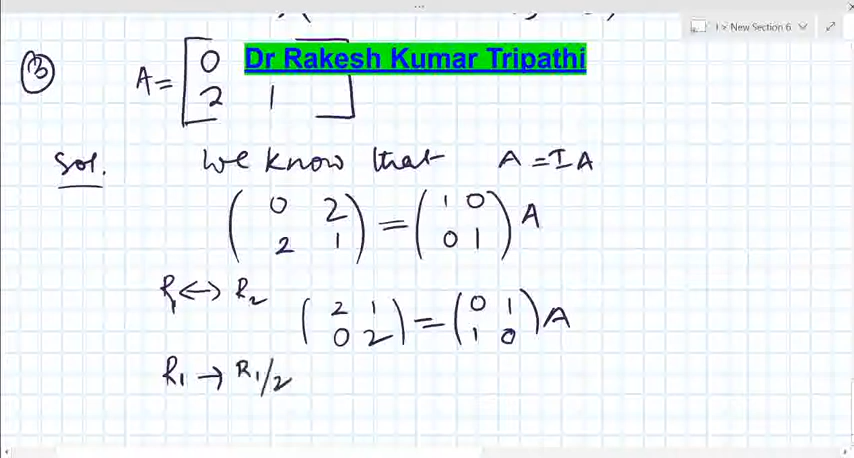 I > New Section 6
③ A = [ 0
Dr Rakesh Kumar Tripathi
2 1 ]
Sol. We know that A = IA
( 0 2
2 1 ) = ( 1 0
0 1 ) A
R₁ ↔ R₂ ( 2 1
0 2 ) = ( 0 1
1 0 ) A
R₁ → R₁/2